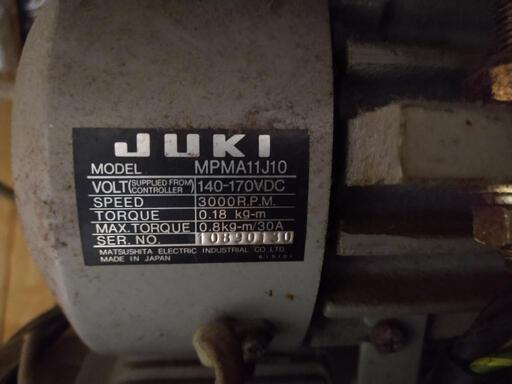 JUKI
MODEL MPMA11J10
VOLT (SUPPLIED FROM CONTROLLER) 140-170VDC
SPEED 3000R.P.M.
TORQUE 0.18 kg-m
MAX.TORQUE 0.8kg-m/30A
SER. NO. 10890130
MATSUSHITA ELECTRIC INDUSTRIAL CO.,LTD.
MADE IN JAPAN